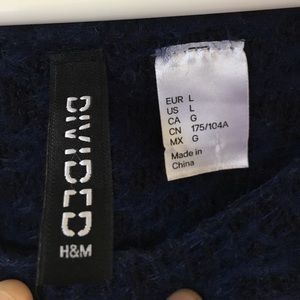 DIVIDED
H&M
EUR L
US L
CA G
CN 175/104A
MX G
Made in
China